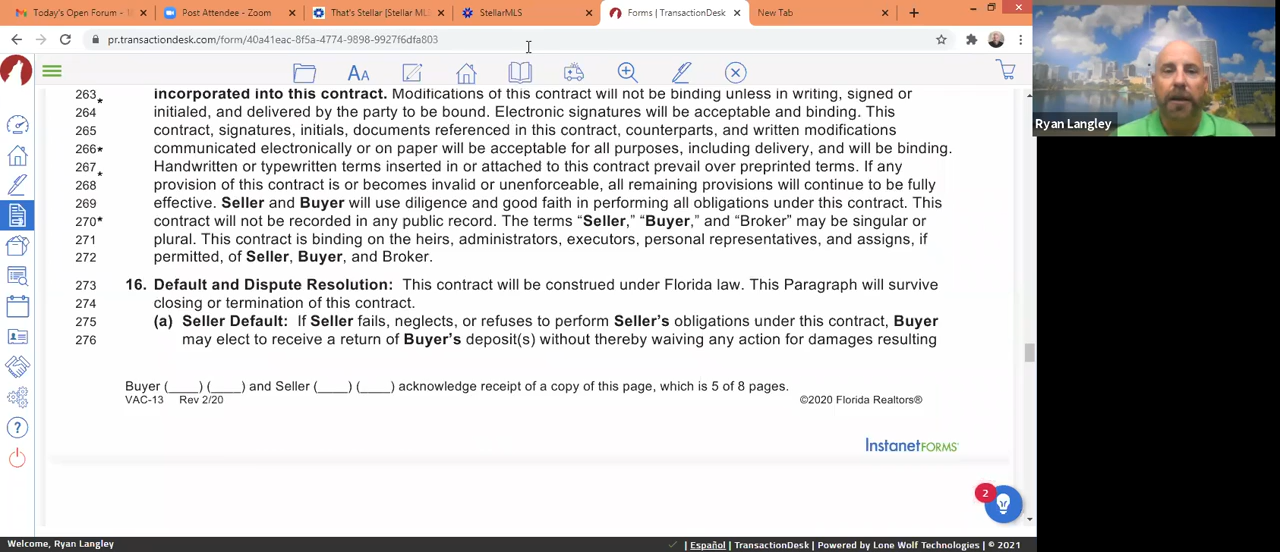 Today's Open Forum - 1
Post Attendee - Zoom
That's Stellar [Stellar ML
StellarMLS
Forms | TransactionDesk
New Tab
pr.transactiondesk.com/form/40a41eac-8f5a-4774-9898-9927f6dfa803
Ryan Langley
263 * incorporated into this contract. Modifications of this contract will not be binding unless in writing, signed or
264 initialed, and delivered by the party to be bound. Electronic signatures will be acceptable and binding. This
265 contract, signatures, initials, documents referenced in this contract, counterparts, and written modifications
266* communicated electronically or on paper will be acceptable for all purposes, including delivery, and will be binding.
267 * Handwritten or typewritten terms inserted in or attached to this contract prevail over preprinted terms. If any
268 provision of this contract is or becomes invalid or unenforceable, all remaining provisions will continue to be fully
269 effective. Seller and Buyer will use diligence and good faith in performing all obligations under this contract. This
270* contract will not be recorded in any public record. The terms “Seller,” “Buyer,” and “Broker” may be singular or
271 plural. This contract is binding on the heirs, administrators, executors, personal representatives, and assigns, if
272 permitted, of Seller, Buyer, and Broker.
273 16. Default and Dispute Resolution: This contract will be construed under Florida law. This Paragraph will survive
274 closing or termination of this contract.
275 (a) Seller Default: If Seller fails, neglects, or refuses to perform Seller’s obligations under this contract, Buyer
276 may elect to receive a return of Buyer’s deposit(s) without thereby waiving any action for damages resulting
Buyer (____) (____) and Seller (____) (____) acknowledge receipt of a copy of this page, which is 5 of 8 pages.
VAC-13 Rev 2/20 ©2020 Florida Realtors®
InstanetFORMS
2
Welcome, Ryan Langley
| Español | TransactionDesk | Powered by Lone Wolf Technologies | © 2021